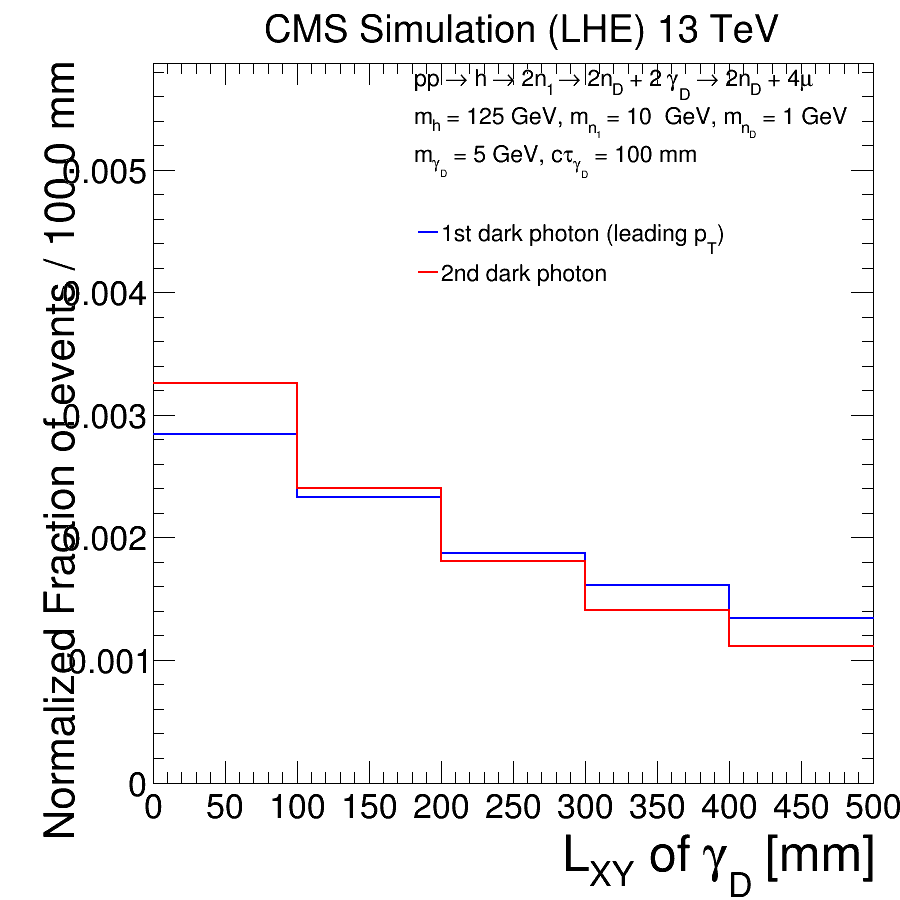 CMS Simulation (LHE) 13 TeV
pp → h → 2n1 → 2nD + 2 γD → 2nD + 4μ
mh = 125 GeV, mn1 = 10 GeV, mnD = 1 GeV
mγD = 5 GeV, cτγD = 100 mm
1st dark photon (leading pT)
2nd dark photon
Normalized Fraction of events / 100.0 mm
0.005
0.004
0.003
0.002
0.001
0
0 50 100 150 200 250 300 350 400 450 500
LXY of γD [mm]